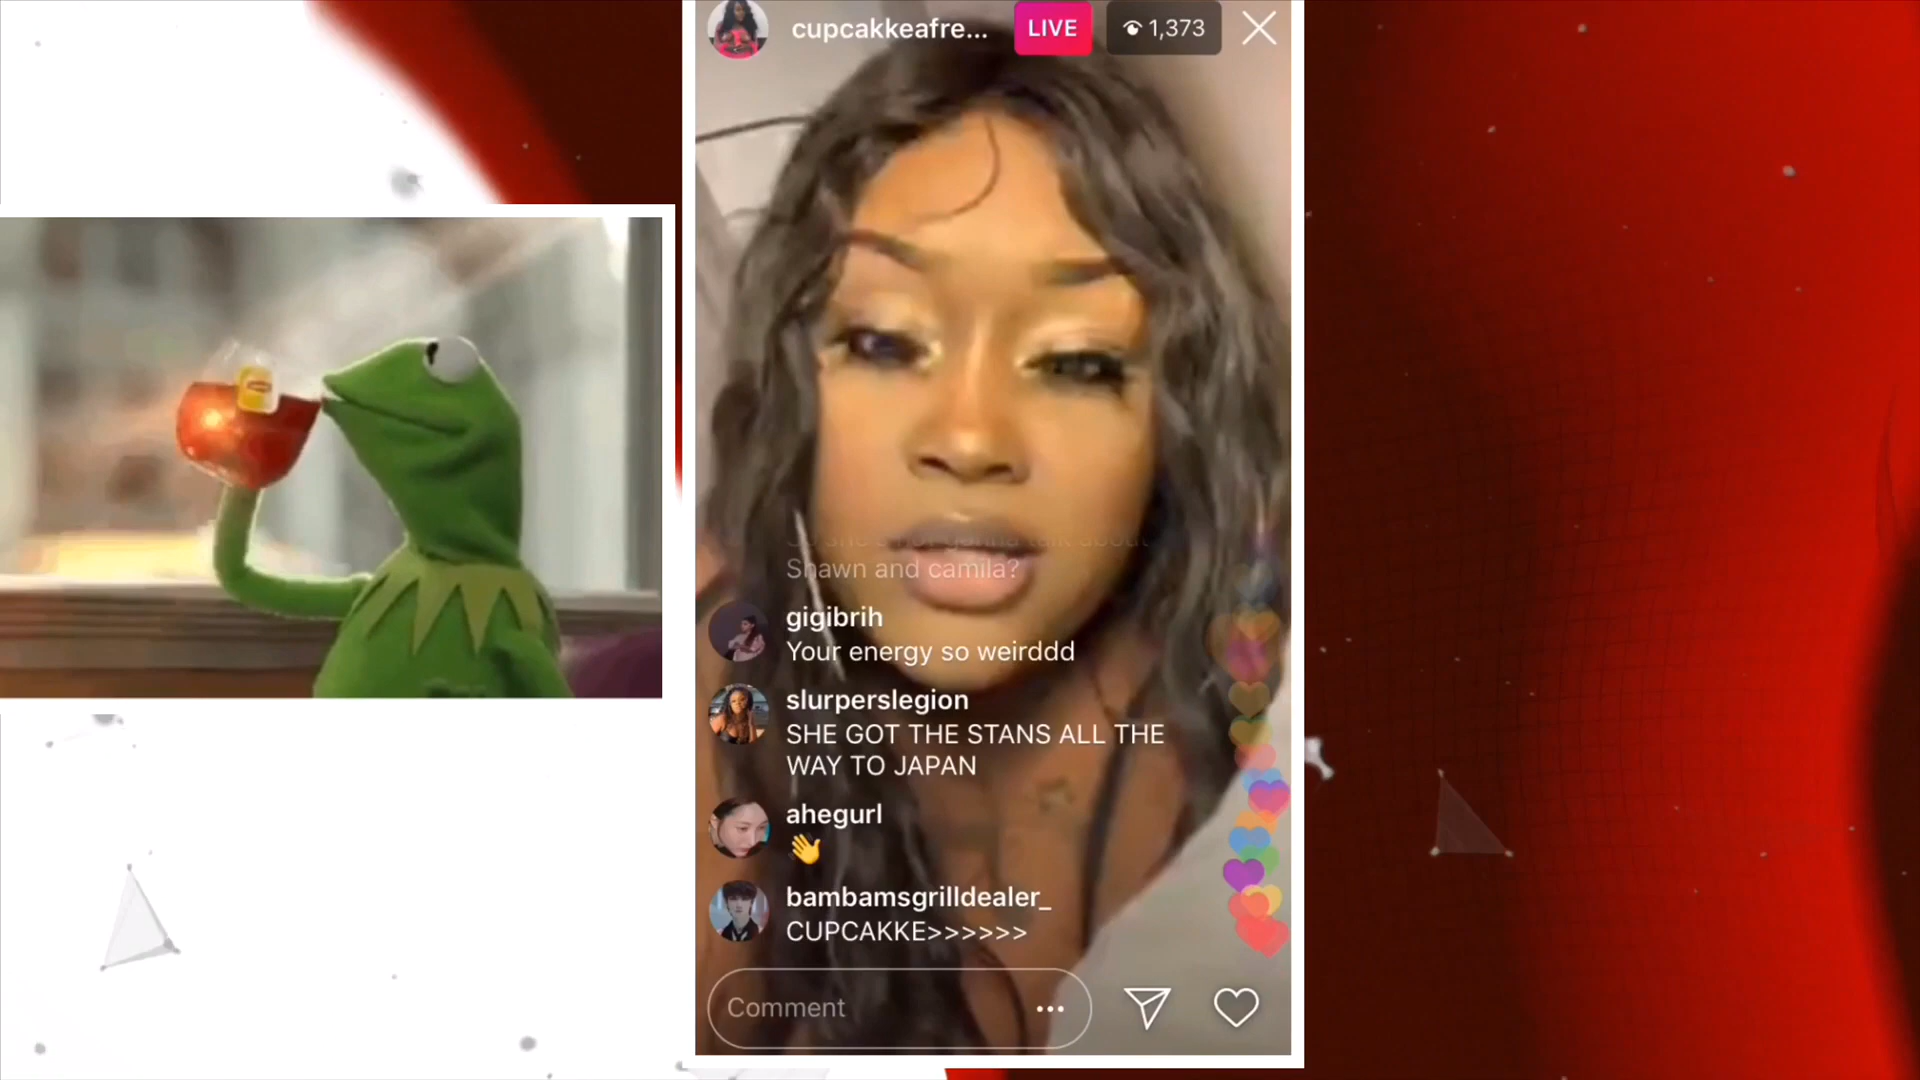 cupcakkeafre...
LIVE
1,373
Shawn and camila?
gigibrih
Your energy so weirddd
slurperslegion
SHE GOT THE STANS ALL THE
WAY TO JAPAN
ahegurl
bambamsgrilldealer_
CUPCAKKE>>>>>>
Comment